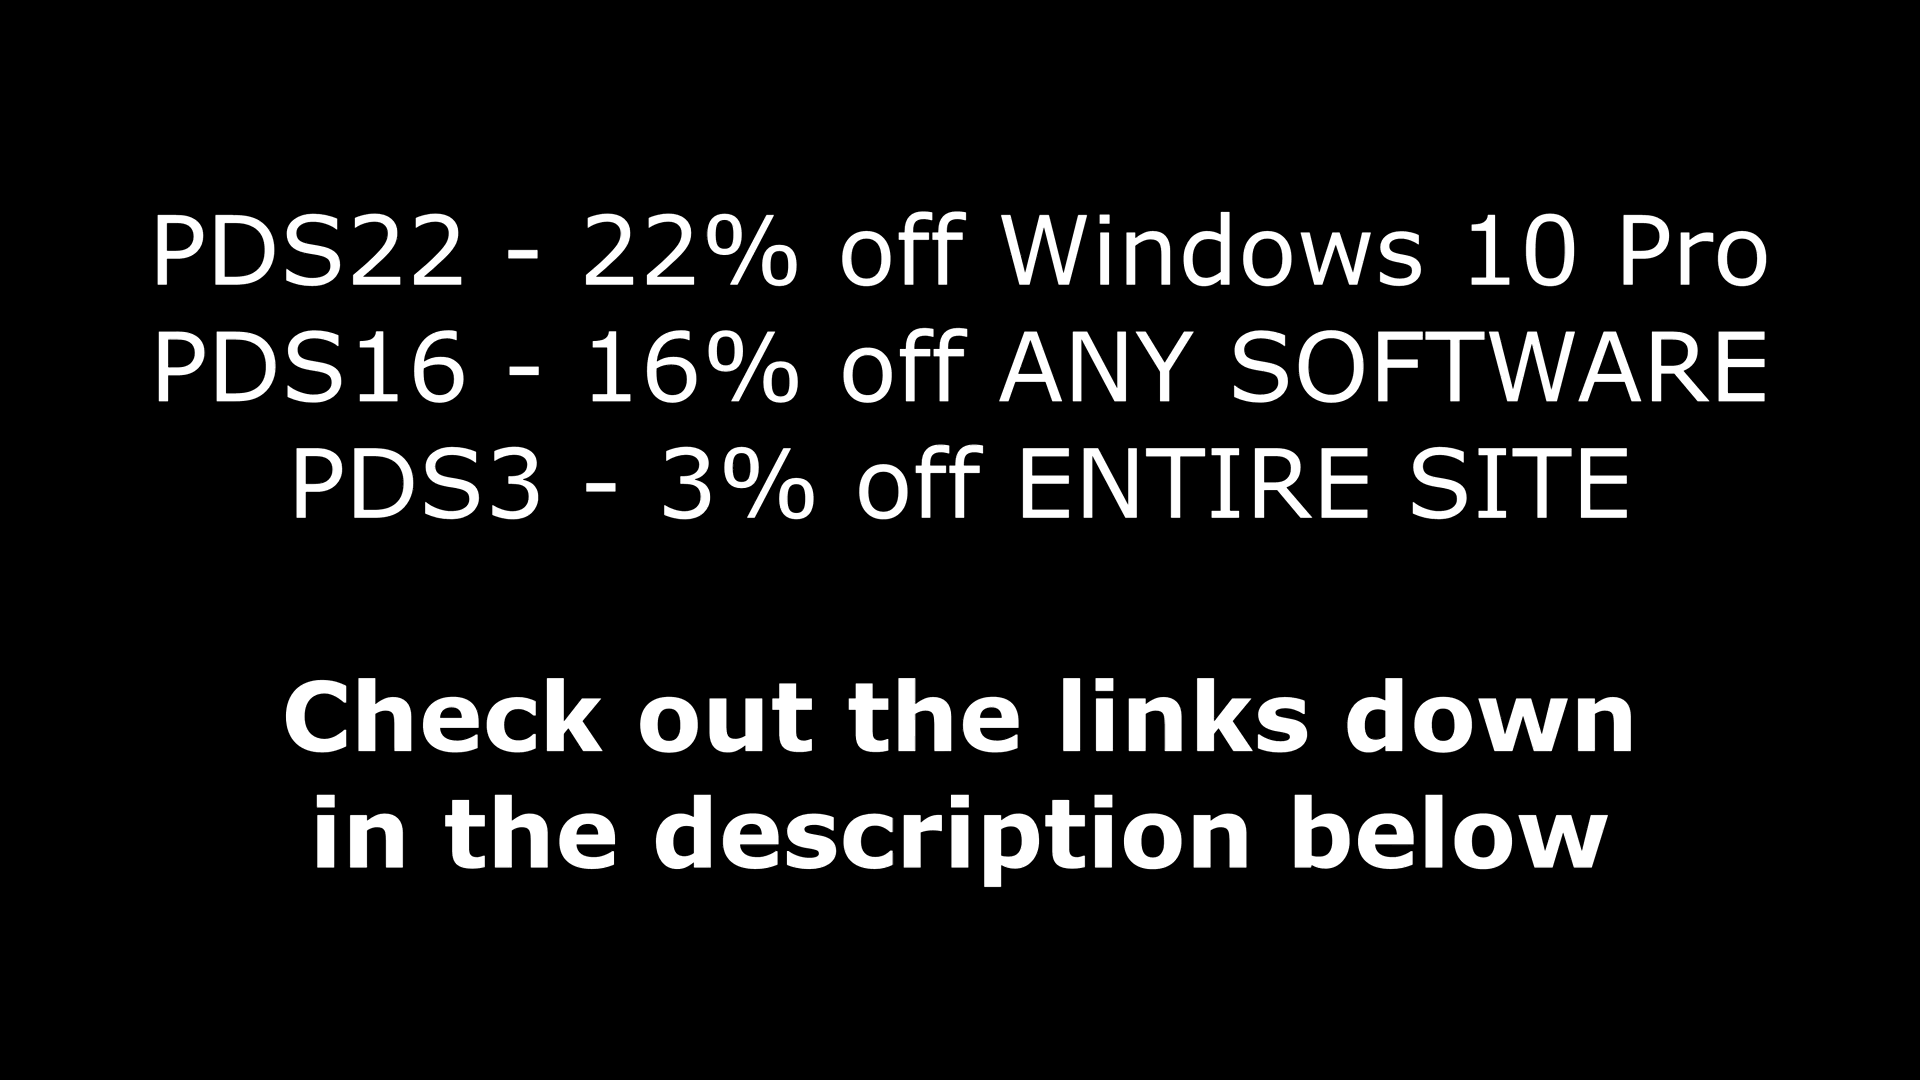 PDS22 - 22% off Windows 10 Pro
PDS16 - 16% off ANY SOFTWARE
PDS3 - 3% off ENTIRE SITE
Check out the links down
in the description below